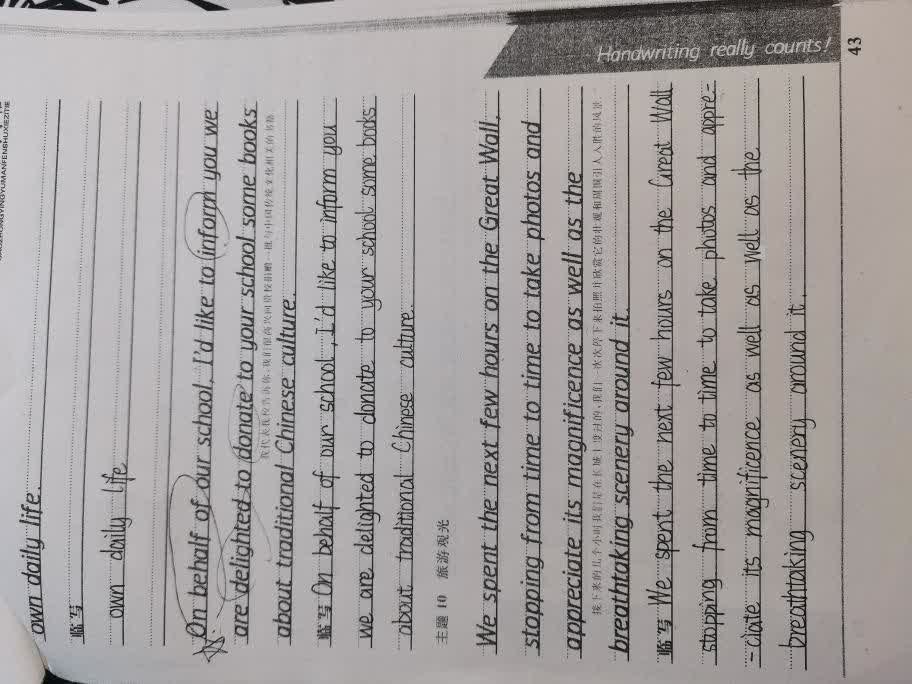 own daily life.
临写
own daily life
On behalf of our school, I'd like to inform you we
are delighted to donate to your school some books
我代表我校告诉你,我们很高兴向贵校捐赠一批与中国传统文化相关的书籍
about traditional Chinese culture.
临写 On behalf of our school, I'd like to inform you
we are delighted to donate to your school some books
about traditional Chinese culture.
主题 10 旅游观光
We spent the next few hours on the Great Wall,
stopping from time to time to take photos and
appreciate its magnificence as well as the
接下来的几个小时我们是在长城上度过的,我们一次次停下来拍照并欣赏它的壮观和周围引人入胜的风景
breathtaking scenery around it.
临写 We spent the next few hours on the Great Wall
stopping from time to time to take photos and appre-
-ciate its magnificence as well as well as the
breathtaking scenery around it.
Handwriting really counts!
43